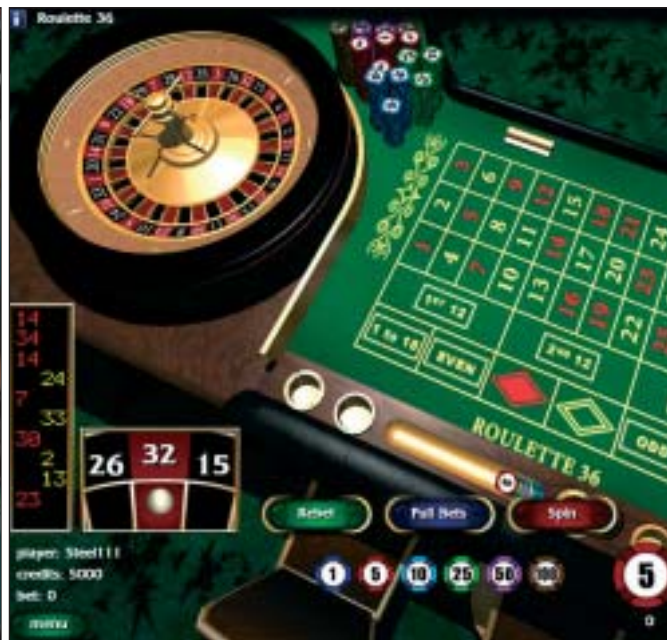 Roulette 36
3 6 9 12 15 18 21 24
2 5 8 11 14 17 20 23
1 4 7 10 13 16 19 22 25
1ST 12
2ND 12
1 to 18
EVEN
ODD
ROULETTE 36
14
34
14
24
7
33
30
2
13
23
26 32 15
Rebet
Pull Bets
Spin
player: Steel111
credits: 5000
bet: 0
menu
1 5 10 25 50 100
5
0